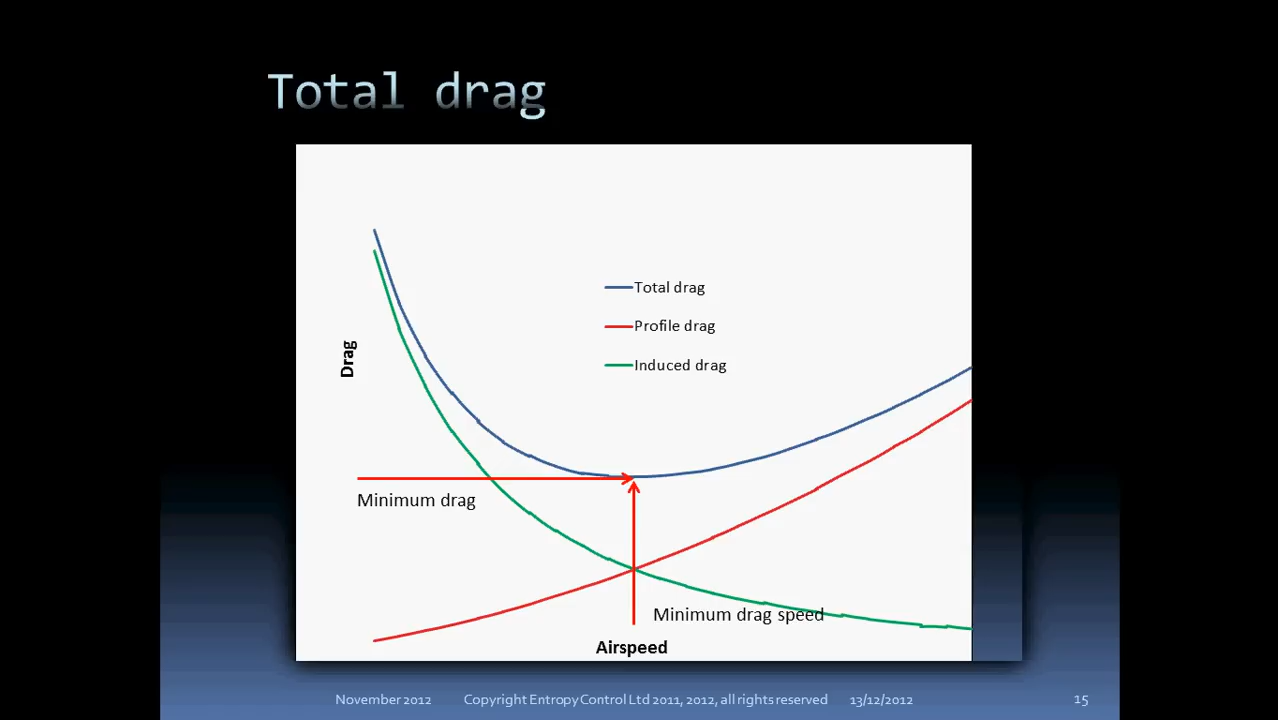 Total drag
Total drag
Profile drag
Induced drag
Drag
Minimum drag
Minimum drag speed
Airspeed
November 2012 Copyright Entropy Control Ltd 2011, 2012, all rights reserved 13/12/2012 15